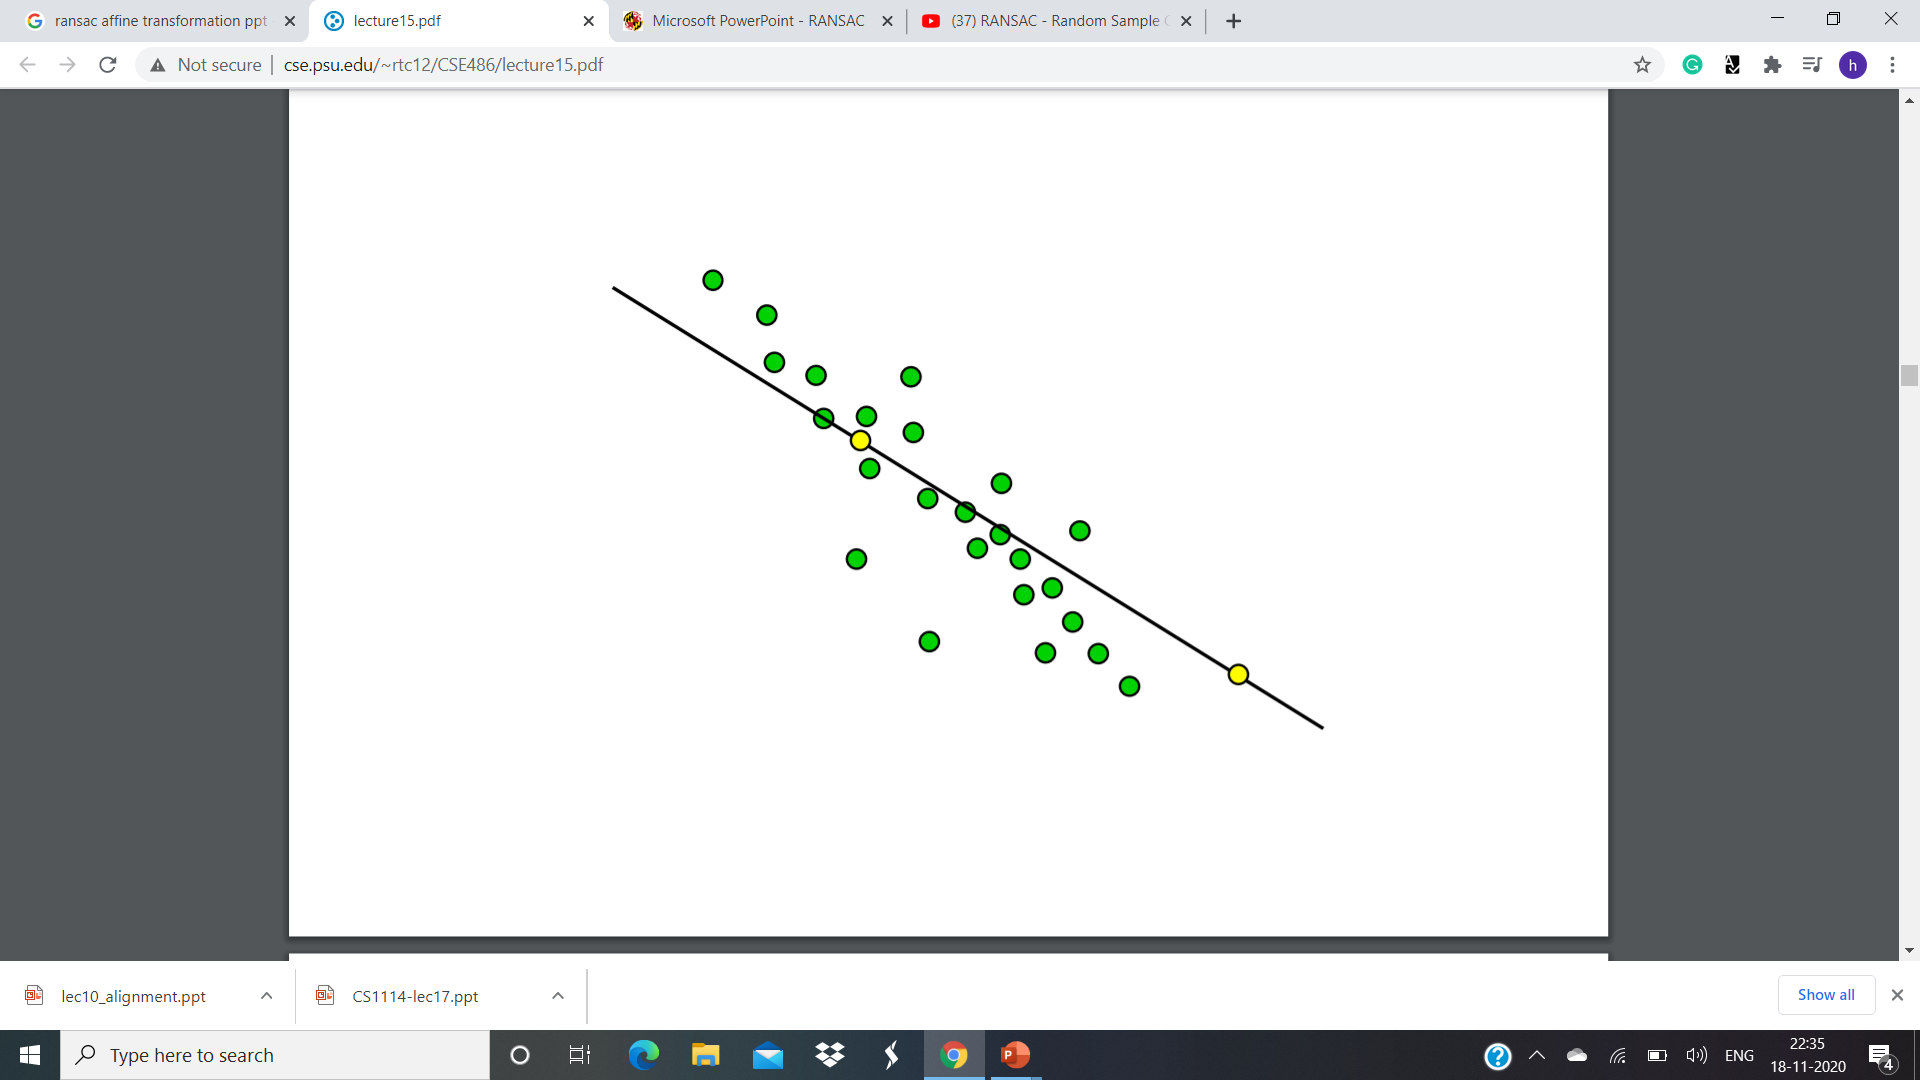 ransac affine transformation ppt
lecture15.pdf
Microsoft PowerPoint - RANSAC
(37) RANSAC - Random Sample
Not secure
cse.psu.edu/~rtc12/CSE486/lecture15.pdf
h
lec10_alignment.ppt
CS1114-lec17.ppt
Show all
Type here to search
ENG
22:35
18-11-2020
4